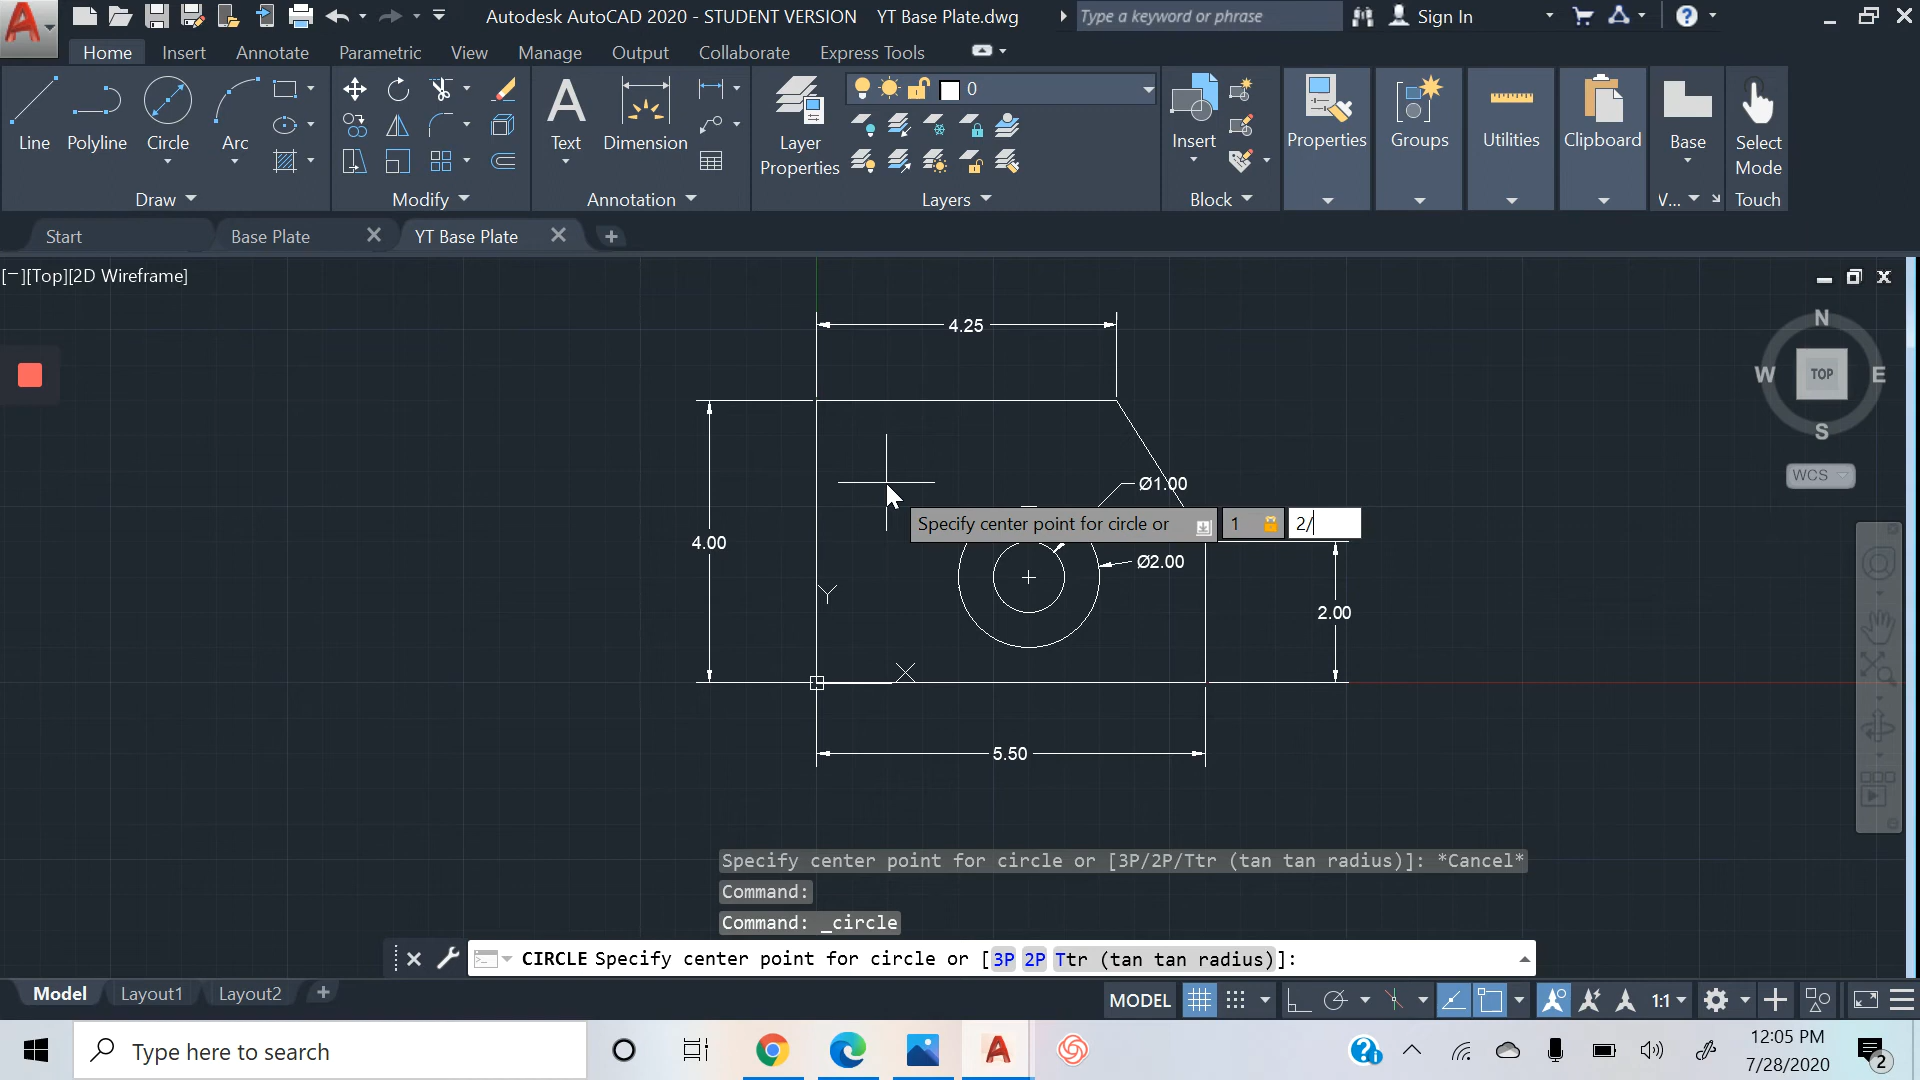 Autodesk AutoCAD 2020 - STUDENT VERSION YT Base Plate.dwg
Type a keyword or phrase
Sign In
Home Insert Annotate Parametric View Manage Output Collaborate Express Tools
0
Line Polyline Circle Arc
Text Dimension
Layer Properties
Insert
Properties Groups Utilities Clipboard
Base
Select Mode
Draw Modify Annotation Layers Block V... Touch
Start Base Plate YT Base Plate
[−][Top][2D Wireframe]
N
W TOP E
S
WCS
4.25
Ø1.00
Specify center point for circle or 1 2/
4.00
Ø2.00
Y
2.00
X
5.50
Specify center point for circle or [3P/2P/Ttr (tan tan radius)]: *Cancel*
Command:
Command: _circle
CIRCLE Specify center point for circle or [3P 2P Ttr (tan tan radius)]:
Model Layout1 Layout2
MODEL 1:1
Type here to search
12:05 PM
7/28/2020
2